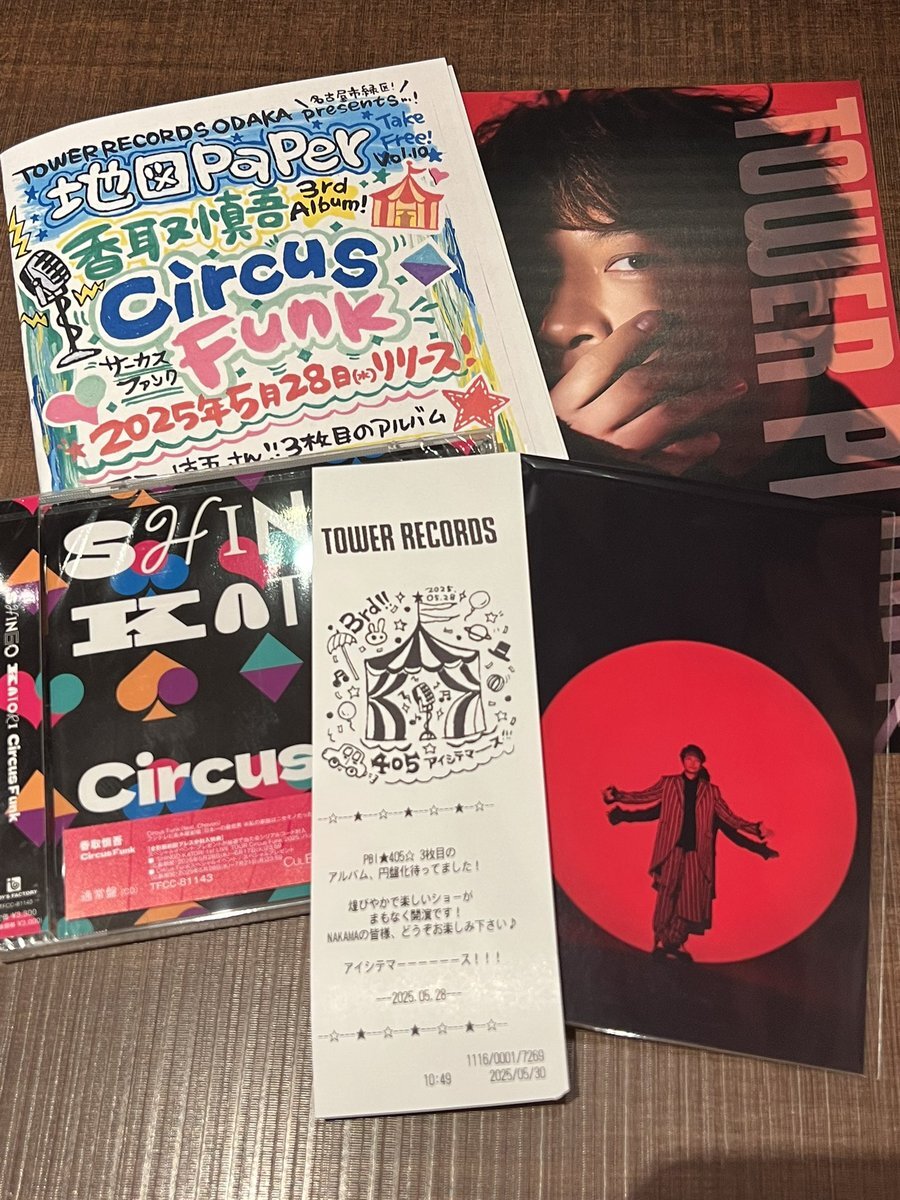 名古屋市緑区!
TOWER RECORDS ODAKA presents...!
地図PaPer
Take Free!
Vol.10
香取慎吾
3rd Album!
Circus
Funk
サーカス
ファンク
2025年5月28日(水)リリース!
3枚目のアルバム
TOWER
SHIN
KATO
Circus
SHINGO KATORI Circus Funk
香取慎吾
Circus Funk
通常盤 (CD)
TFCC-81143
TOWER RECORDS
2025.
05.28
3rd!!
405
アイシテマース!!!
PBI★405☆ 3枚目の
アルバム、円盤化待ってました!
煌びやかで楽しいショーが
まもなく開演です!
NAKAMAの皆様、どうぞお楽しみ下さい♪
アイシテマーーーーーース!!!
---2025.05.28---
1116/0001/7269
10:49 2025/05/30